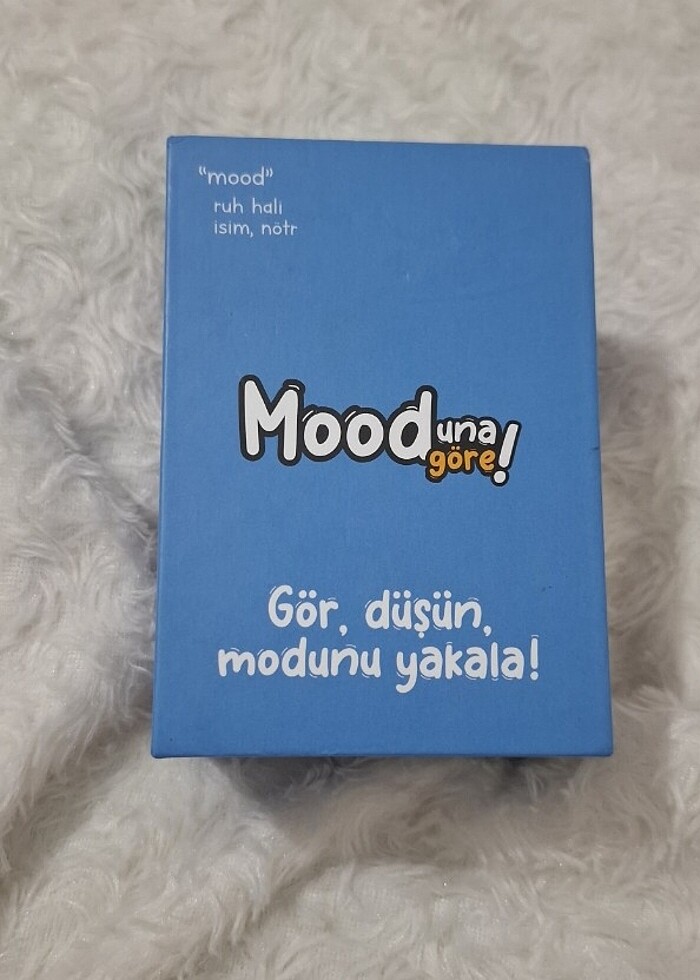 "mood"
ruh hali
isim, nötr
Mooduna
göre!
Gör, düşün,
modunu yakala!